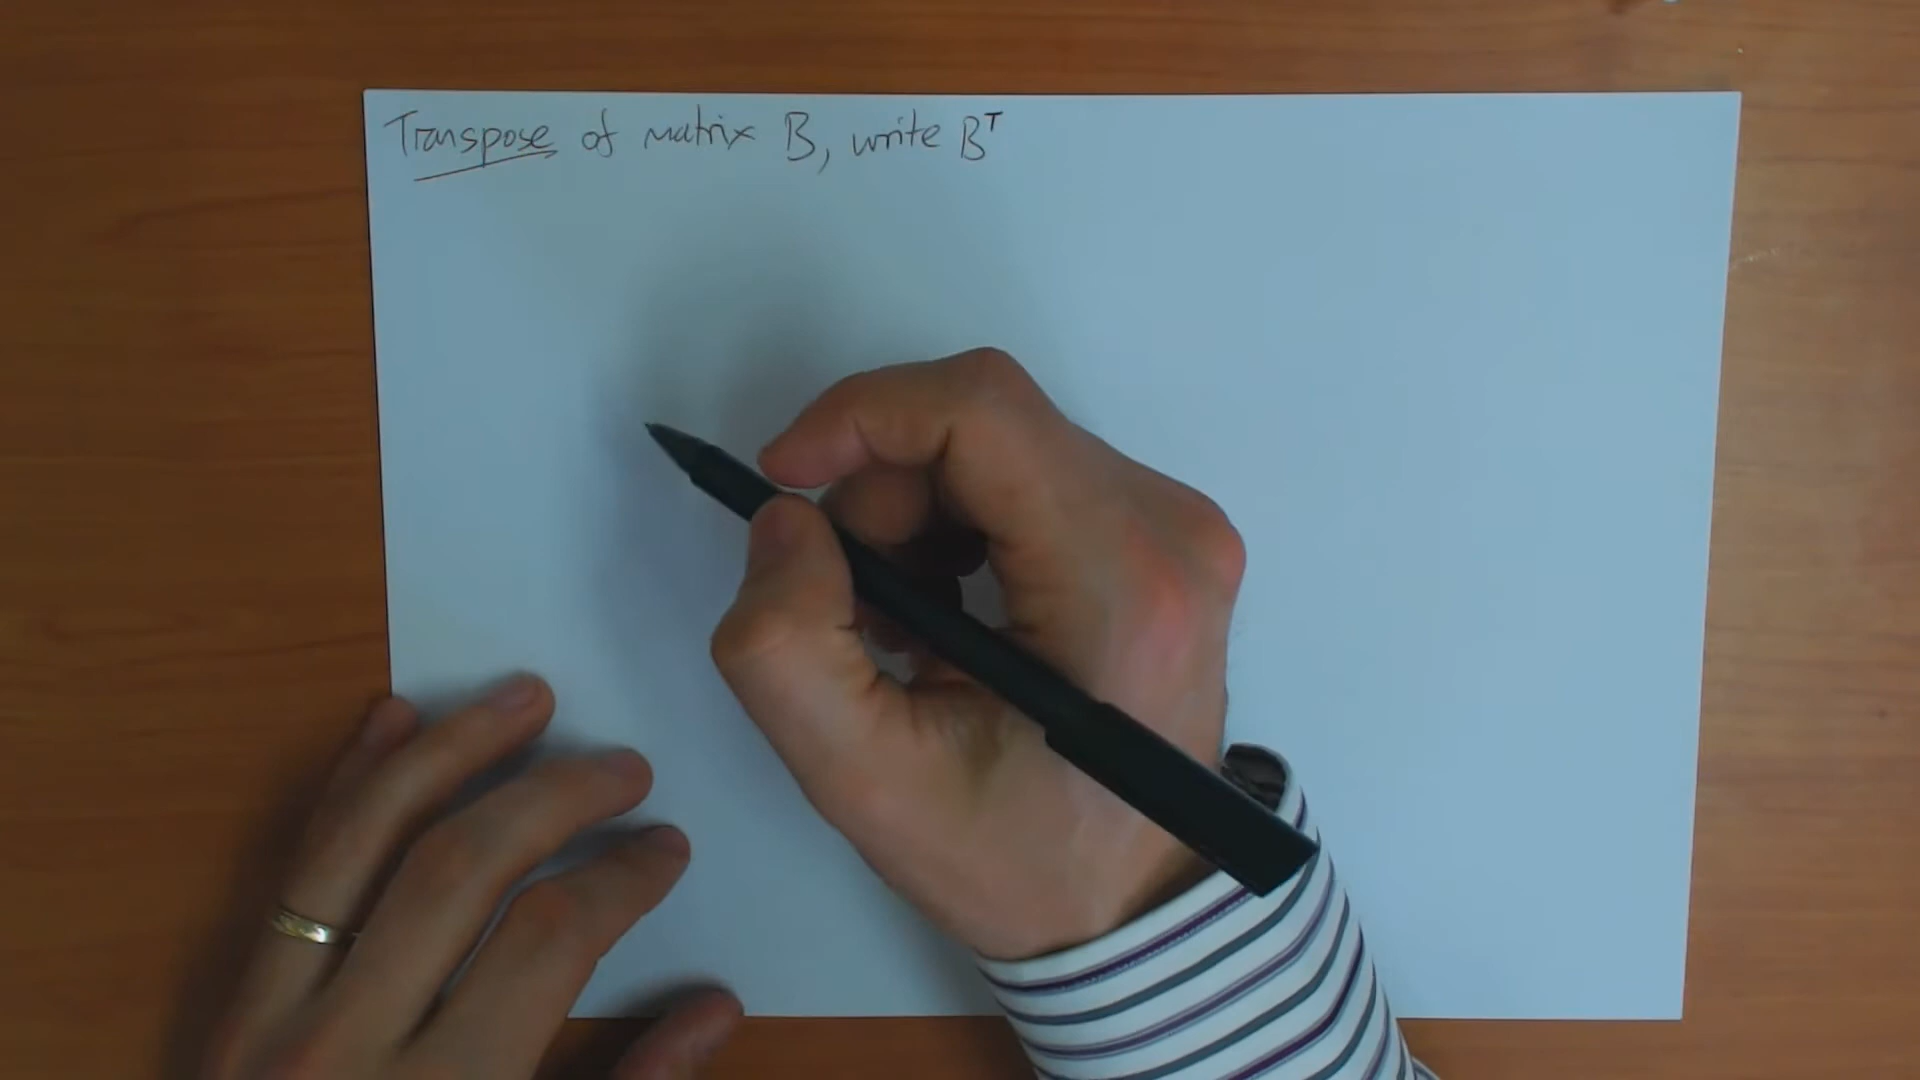 Transpose of matrix B, write Bᵀ